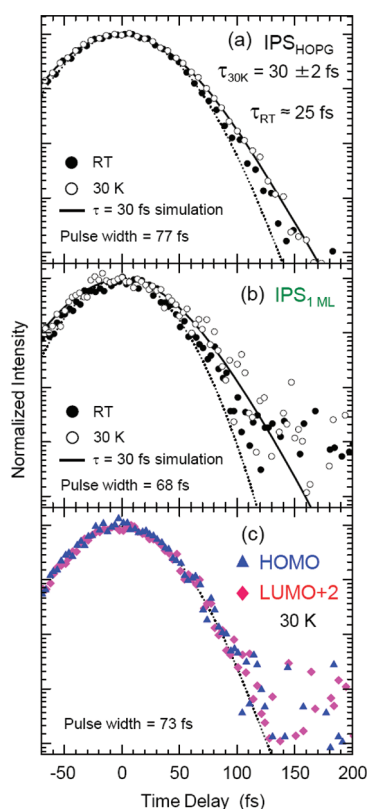 (a) IPS_HOPG
τ_30K = 30 ±2 fs
τ_RT ≈ 25 fs
RT
30 K
τ = 30 fs simulation
Pulse width = 77 fs
(b) IPS_1 ML
RT
30 K
τ = 30 fs simulation
Pulse width = 68 fs
Normalized Intensity
(c) HOMO
LUMO+2
30 K
Pulse width = 73 fs
-50 0 50 100 150 200
Time Delay (fs)